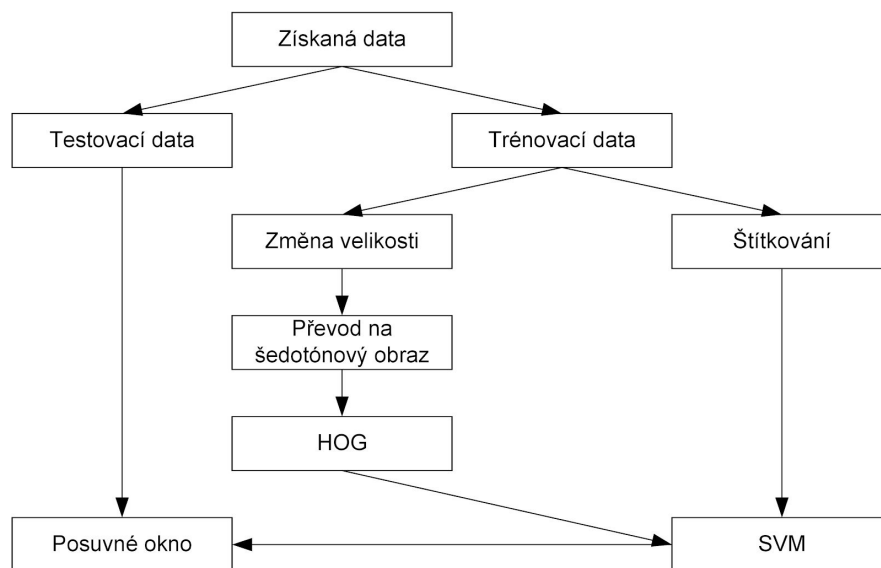 Získaná data
Testovací data
Trénovací data
Změna velikosti
Štítkování
Převod na
šedotónový obraz
HOG
Posuvné okno
SVM